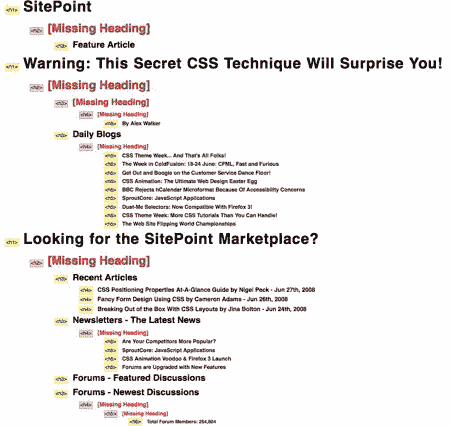 <h1> SitePoint
<h2> [Missing Heading]
<h3> Feature Article
<h1> Warning: This Secret CSS Technique Will Surprise You!
<h2> [Missing Heading]
<h3> [Missing Heading]
<h4> [Missing Heading]
<h5> By Alex Walker
<h3> Daily Blogs
<h4> [Missing Heading]
<h5> CSS Theme Week... And That's All Folks!
<h5> The Week in ColdFusion: 18-24 June: CFML, Fast and Furious
<h5> Get Out and Boogie on the Customer Service Dance Floor!
<h5> CSS Animation: The Ultimate Web Design Easter Egg
<h5> BBC Rejects hCalendar Microformat Because Of Accessibility Concerns
<h5> SproutCore: JavaScript Applications
<h5> Duet-Me Selectors: Now Compatible With Firefox 3!
<h5> CSS Theme Week: More CSS Tutorials Than You Can Handle!
<h5> The Web Site Flipping World Championships
<h1> Looking for the SitePoint Marketplace?
<h2> [Missing Heading]
<h3> Recent Articles
<h4> CSS Positioning Properties At-A-Glance Guide by Nigel Peck - Jun 27th, 2008
<h4> Fancy Form Design Using CSS by Cameron Adams - Jun 26th, 2008
<h4> Breaking Out of the Box With CSS Layouts by Jina Bolton - Jun 24th, 2008
<h3> Newsletters - The Latest News
<h4> [Missing Heading]
<h5> Are Your Competitors More Popular?
<h5> SproutCore: JavaScript Applications
<h5> CSS Animation Voodoo & Firefox 3 Launch
<h5> Forums are Upgraded with New Features
<h3> Forums - Featured Discussions
<h3> Forums - Newest Discussions
<h4> [Missing Heading]
<h5> [Missing Heading]
<h6> Total Forum Members: 254,824